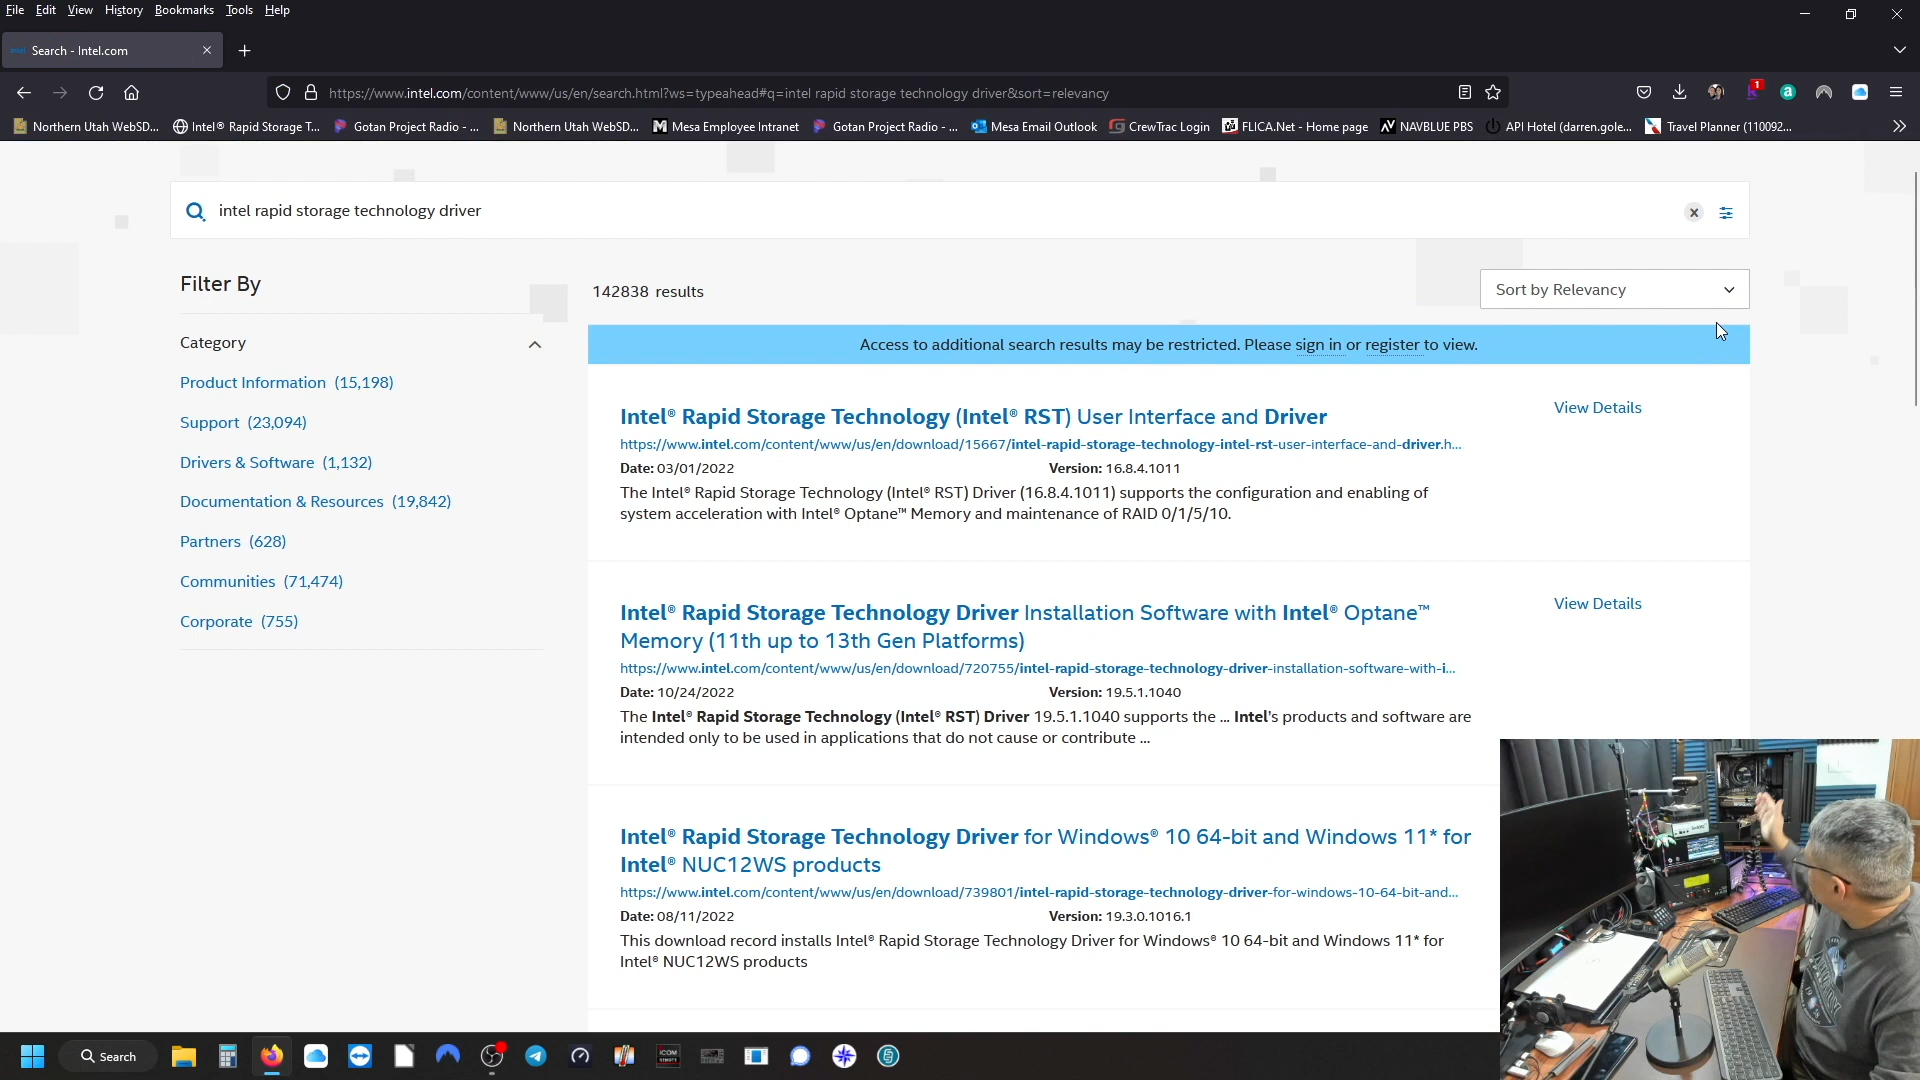 File Edit View History Bookmarks Tools Help
Search - Intel.com
https://www.intel.com/content/www/us/en/search.html?ws=typeahead#q=intel rapid storage technology driver&sort=relevancy
1
Northern Utah WebSD... Intel® Rapid Storage T... Gotan Project Radio - ... Northern Utah WebSD... Mesa Employee Intranet Gotan Project Radio - ... Mesa Email Outlook CrewTrac Login FLICA.Net - Home page NAVBLUE PBS API Hotel (darren.gole... Travel Planner (110092...
intel rapid storage technology driver
Filter By
142838 results
Sort by Relevancy
Category
Access to additional search results may be restricted. Please sign in or register to view.
Product Information (15,198)
Support (23,094)
Drivers & Software (1,132)
Documentation & Resources (19,842)
Partners (628)
Communities (71,474)
Corporate (755)
Intel® Rapid Storage Technology (Intel® RST) User Interface and Driver
View Details
https://www.intel.com/content/www/us/en/download/15667/intel-rapid-storage-technology-intel-rst-user-interface-and-driver.h...
Date: 03/01/2022 Version: 16.8.4.1011
The Intel® Rapid Storage Technology (Intel® RST) Driver (16.8.4.1011) supports the configuration and enabling of
system acceleration with Intel® Optane™ Memory and maintenance of RAID 0/1/5/10.
Intel® Rapid Storage Technology Driver Installation Software with Intel® Optane™
Memory (11th up to 13th Gen Platforms)
View Details
https://www.intel.com/content/www/us/en/download/720755/intel-rapid-storage-technology-driver-installation-software-with-i...
Date: 10/24/2022 Version: 19.5.1.1040
The Intel® Rapid Storage Technology (Intel® RST) Driver 19.5.1.1040 supports the ... Intel's products and software are
intended only to be used in applications that do not cause or contribute ...
Intel® Rapid Storage Technology Driver for Windows® 10 64-bit and Windows 11* for
Intel® NUC12WS products
https://www.intel.com/content/www/us/en/download/739801/intel-rapid-storage-technology-driver-for-windows-10-64-bit-and...
Date: 08/11/2022 Version: 19.3.0.1016.1
This download record installs Intel® Rapid Storage Technology Driver for Windows® 10 64-bit and Windows 11* for
Intel® NUC12WS products
Search
ICOM